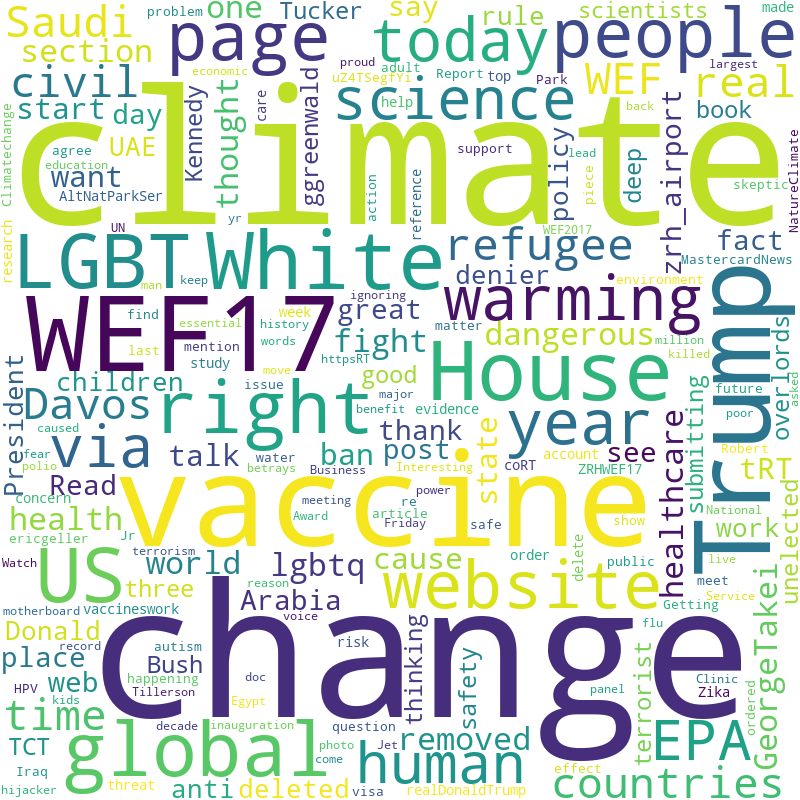 Saudi
section
page
one
Tucker
today
say
rule
scientists
people
made
problem
economic
proud
adult
Report
uZ4TSegfYi
top
Park
largest
civil
start
day
UAE
want
agree
education
AltNatParkSer
Climatechange
Kennedy
thought
care
ggreenwald
science
help
WEF
real
book
back
climate
support
policy
lead
piece
deep
zrh_airport
skeptic
NatureClimate
research
UN
man
yr
action
reference
WEF2017
LGBT
White
keep
refugee
denier
fact
MastercardNews
environment
WEF17
find
essential
last
mention
study
week
history
words
move
ignoring
great
httpsRT
issue
fight
matter
warming
dangerous
million
killed
overlords
future
poor
asked
Trump
President
children
Davos
right
good
major
benefit
evidence
House
year
via
talk
fear
polio
caused
betrays
water
ban
thank
post
Business
Interesting
state
coRT
account
see
ZRHWEF17
healthcare
submitting
Robert
tRT
National
unelected
Read
concern
health
ericgeller
Jr
vaccine
meeting
re
article
power
Award
Friday
safe
show
work
live
Watch
US
terrorism
world
three
reason
lgbtq
cause
order
delete
public
meet
Service
website
Getting
motherboard
vaccineswork
Arabia
voice
flu
GeorgeTakei
Donald
record
autism
risk
place
Bush
happening
doc
change
thinking
safety
panel
Clinic
Zika
ordered
terrorist
HPV
web
kids
Tillerson
Egypt
time
decade
inauguration
question
TCT
global
photo
come
Jet
removed
human
EPA
Iraq
hijacker
threat
anti
deleted
visa
realDonaldTrump
effect
countries